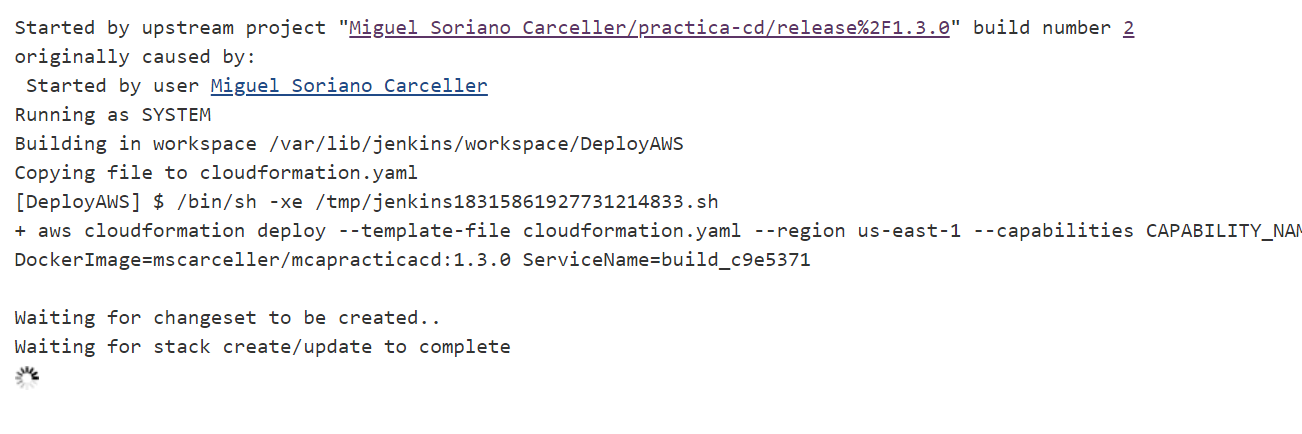 Started by upstream project "Miguel Soriano Carceller/practica-cd/release%2F1.3.0" build number 2
originally caused by:
Started by user Miguel Soriano Carceller
Running as SYSTEM
Building in workspace /var/lib/jenkins/workspace/DeployAWS
Copying file to cloudformation.yaml
[DeployAWS] $ /bin/sh -xe /tmp/jenkins18315861927731214833.sh
+ aws cloudformation deploy --template-file cloudformation.yaml --region us-east-1 --capabilities
DockerImage=mscarceller/mcapracticacd:1.3.0 ServiceName=build_c9e5371
Waiting for changeset to be created..
Waiting for stack create/update to complete